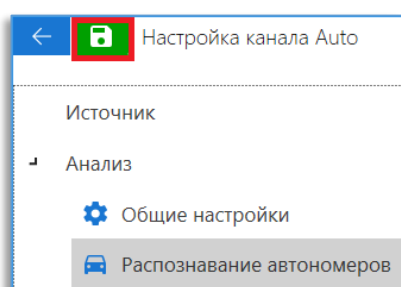 Настройка канала Auto
Источник
Анализ
Общие настройки
Распознавание автономеров